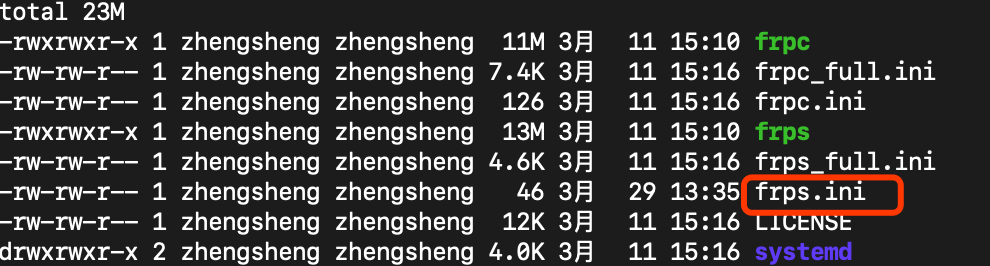 total 23M
-rwxrwxr-x 1 zhengsheng zhengsheng  11M 3月  11 15:10 frpc
-rw-rw-r-- 1 zhengsheng zhengsheng 7.4K 3月  11 15:16 frpc_full.ini
-rw-rw-r-- 1 zhengsheng zhengsheng  126 3月  11 15:16 frpc.ini
-rwxrwxr-x 1 zhengsheng zhengsheng  13M 3月  11 15:10 frps
-rw-rw-r-- 1 zhengsheng zhengsheng 4.6K 3月  11 15:16 frps_full.ini
-rw-rw-r-- 1 zhengsheng zhengsheng   46 3月  29 13:35 frps.ini
-rw-rw-r-- 1 zhengsheng zhengsheng  12K 3月  11 15:16 LICENSE
drwxrwxr-x 2 zhengsheng zhengsheng 4.0K 3月  11 15:16 systemd